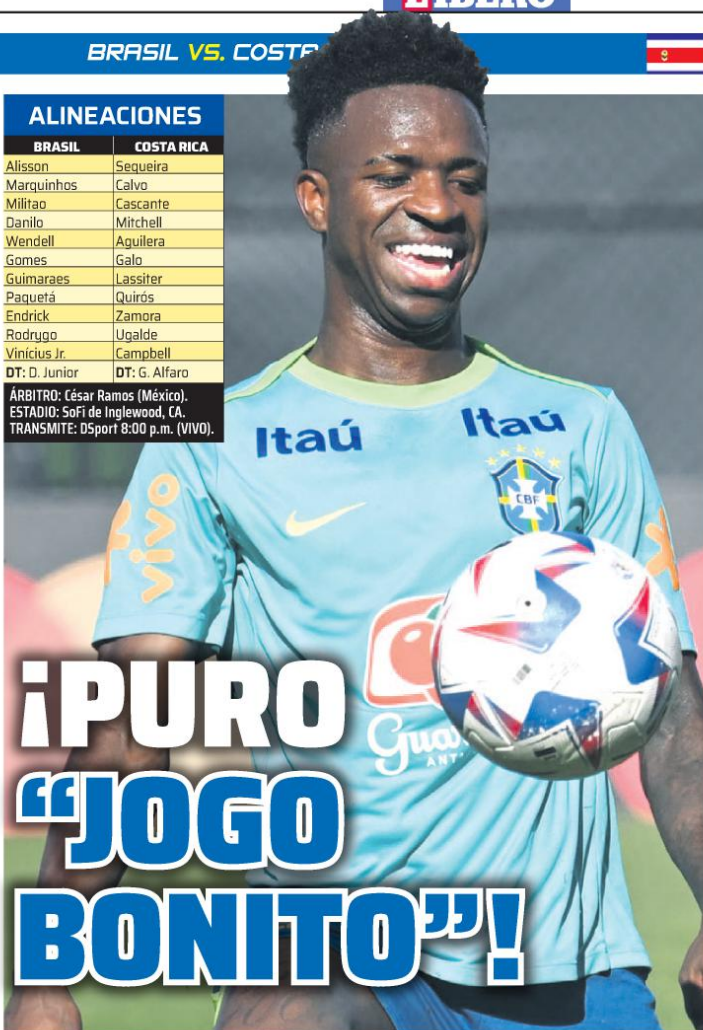 BRASIL VS. COSTA
ALINEACIONES
BRASIL COSTA RICA
Alisson Sequeira
Marquinhos Calvo
Militao Cascante
Danilo Mitchell
Wendell Aguilera
Gomes Galo
Guimaraes Lassiter
Paquetá Quirós
Endrick Zamora
Rodrygo Ugalde
Vinícius Jr. Campbell
DT: D. Junior DT: G. Alfaro
ÁRBITRO: César Ramos (México).
ESTADIO: SoFi de Inglewood, CA.
TRANSMITE: DSport 8:00 p.m. (VIVO).
Itaú Itaú
CBF
vivo
¡PURO
“JOGO
BONITO”!